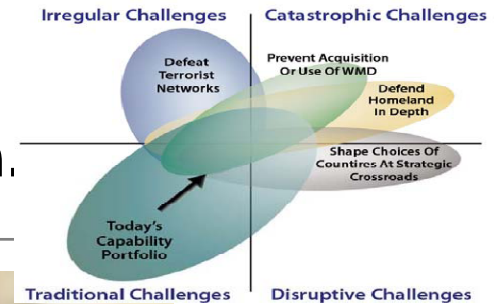 Irregular Challenges
Catastrophic Challenges
Defeat
Terrorist
Networks
Prevent Acquisition
Or Use Of WMD
Defend
Homeland
In Depth
Shape Choices Of
Countires At Strategic
Crossroads
Today's
Capability
Portfolio
Traditional Challenges
Disruptive Challenges